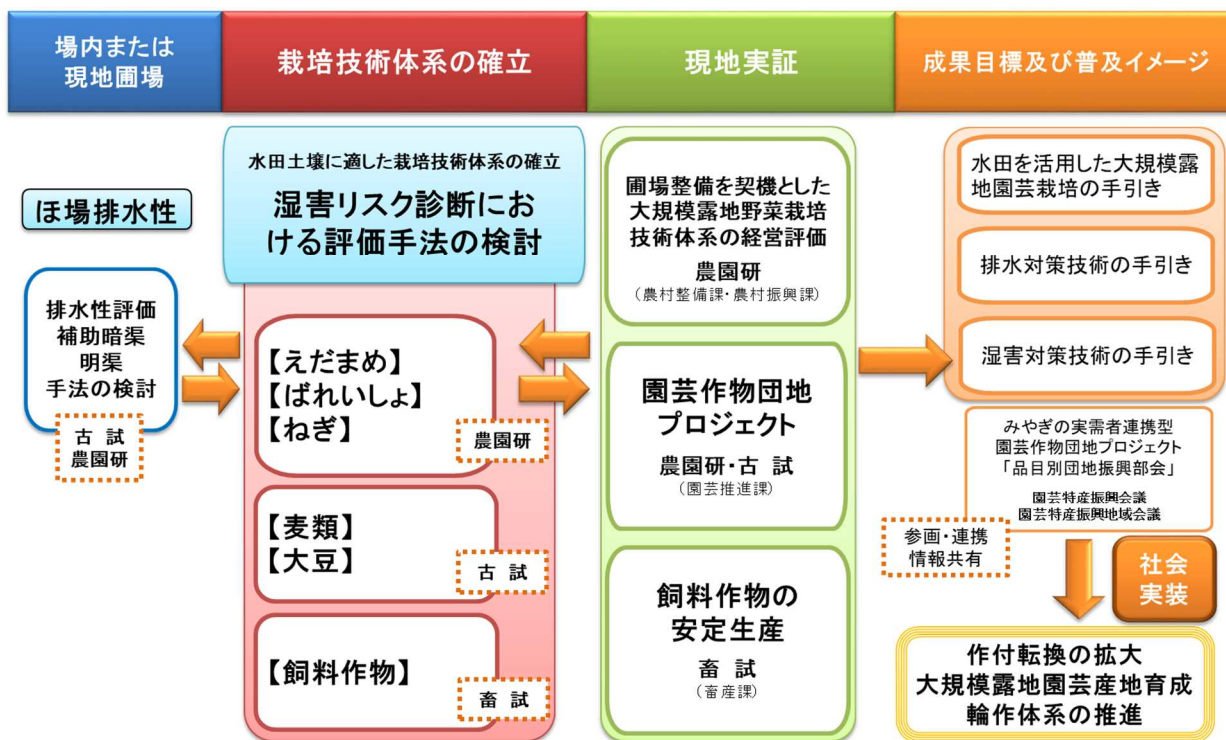 場内または
現地圃場
栽培技術体系の確立
現地実証
成果目標及び普及イメージ
ほ場排水性
排水性評価
補助暗渠
明渠
手法の検討
古 試
農園研
水田土壌に適した栽培技術体系の確立
湿害リスク診断にお
ける評価手法の検討
【えだまめ】
【ばれいしょ】
【ねぎ】
農園研
【麦類】
【大豆】
古 試
【飼料作物】
畜 試
圃場整備を契機とした
大規模露地野菜栽培
技術体系の経営評価
農園研
（農村整備課・農村振興課）
園芸作物団地
プロジェクト
農園研・古 試
（園芸推進課）
飼料作物の
安定生産
畜 試
（畜産課）
水田を活用した大規模露
地園芸栽培の手引き
排水対策技術の手引き
湿害対策技術の手引き
みやぎの実需者連携型
園芸作物団地プロジェクト
「品目別団地振興部会」
園芸特産振興会議
園芸特産振興地域会議
参画・連携
情報共有
社会
実装
作付転換の拡大
大規模露地園芸産地育成
輪作体系の推進